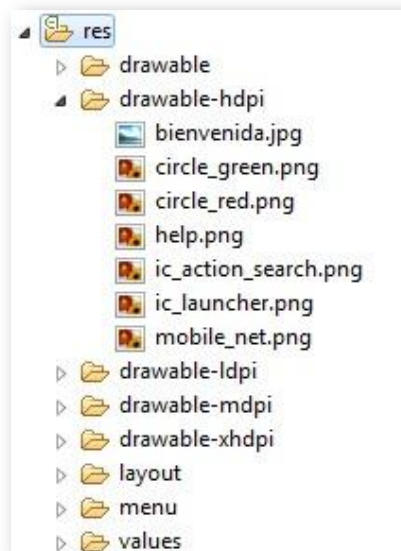 res
drawable
drawable-hdpi
bienvenida.jpg
circle_green.png
circle_red.png
help.png
ic_action_search.png
ic_launcher.png
mobile_net.png
drawable-ldpi
drawable-mdpi
drawable-xhdpi
layout
menu
values